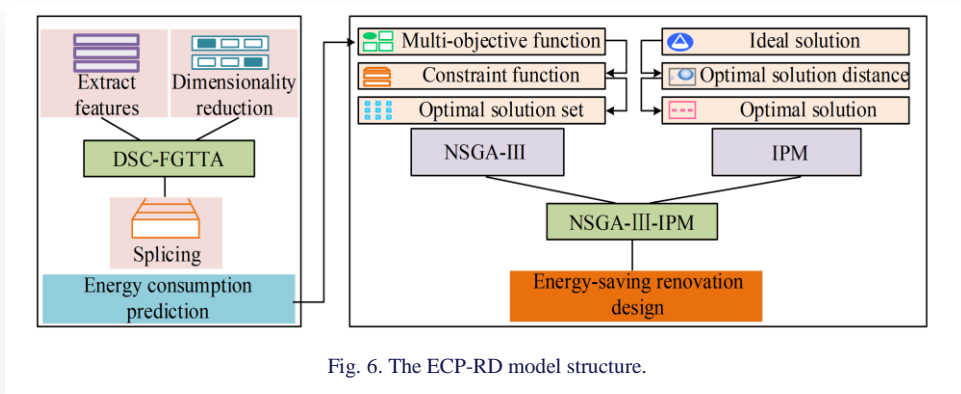 Extract
features
Dimensionality
reduction
DSC-FGTTA
Splicing
Energy consumption
prediction
Multi-objective function
Constraint function
Optimal solution set
NSGA-III
Ideal solution
Optimal solution distance
Optimal solution
IPM
NSGA-III-IPM
Energy-saving renovation
design
Fig. 6. The ECP-RD model structure.